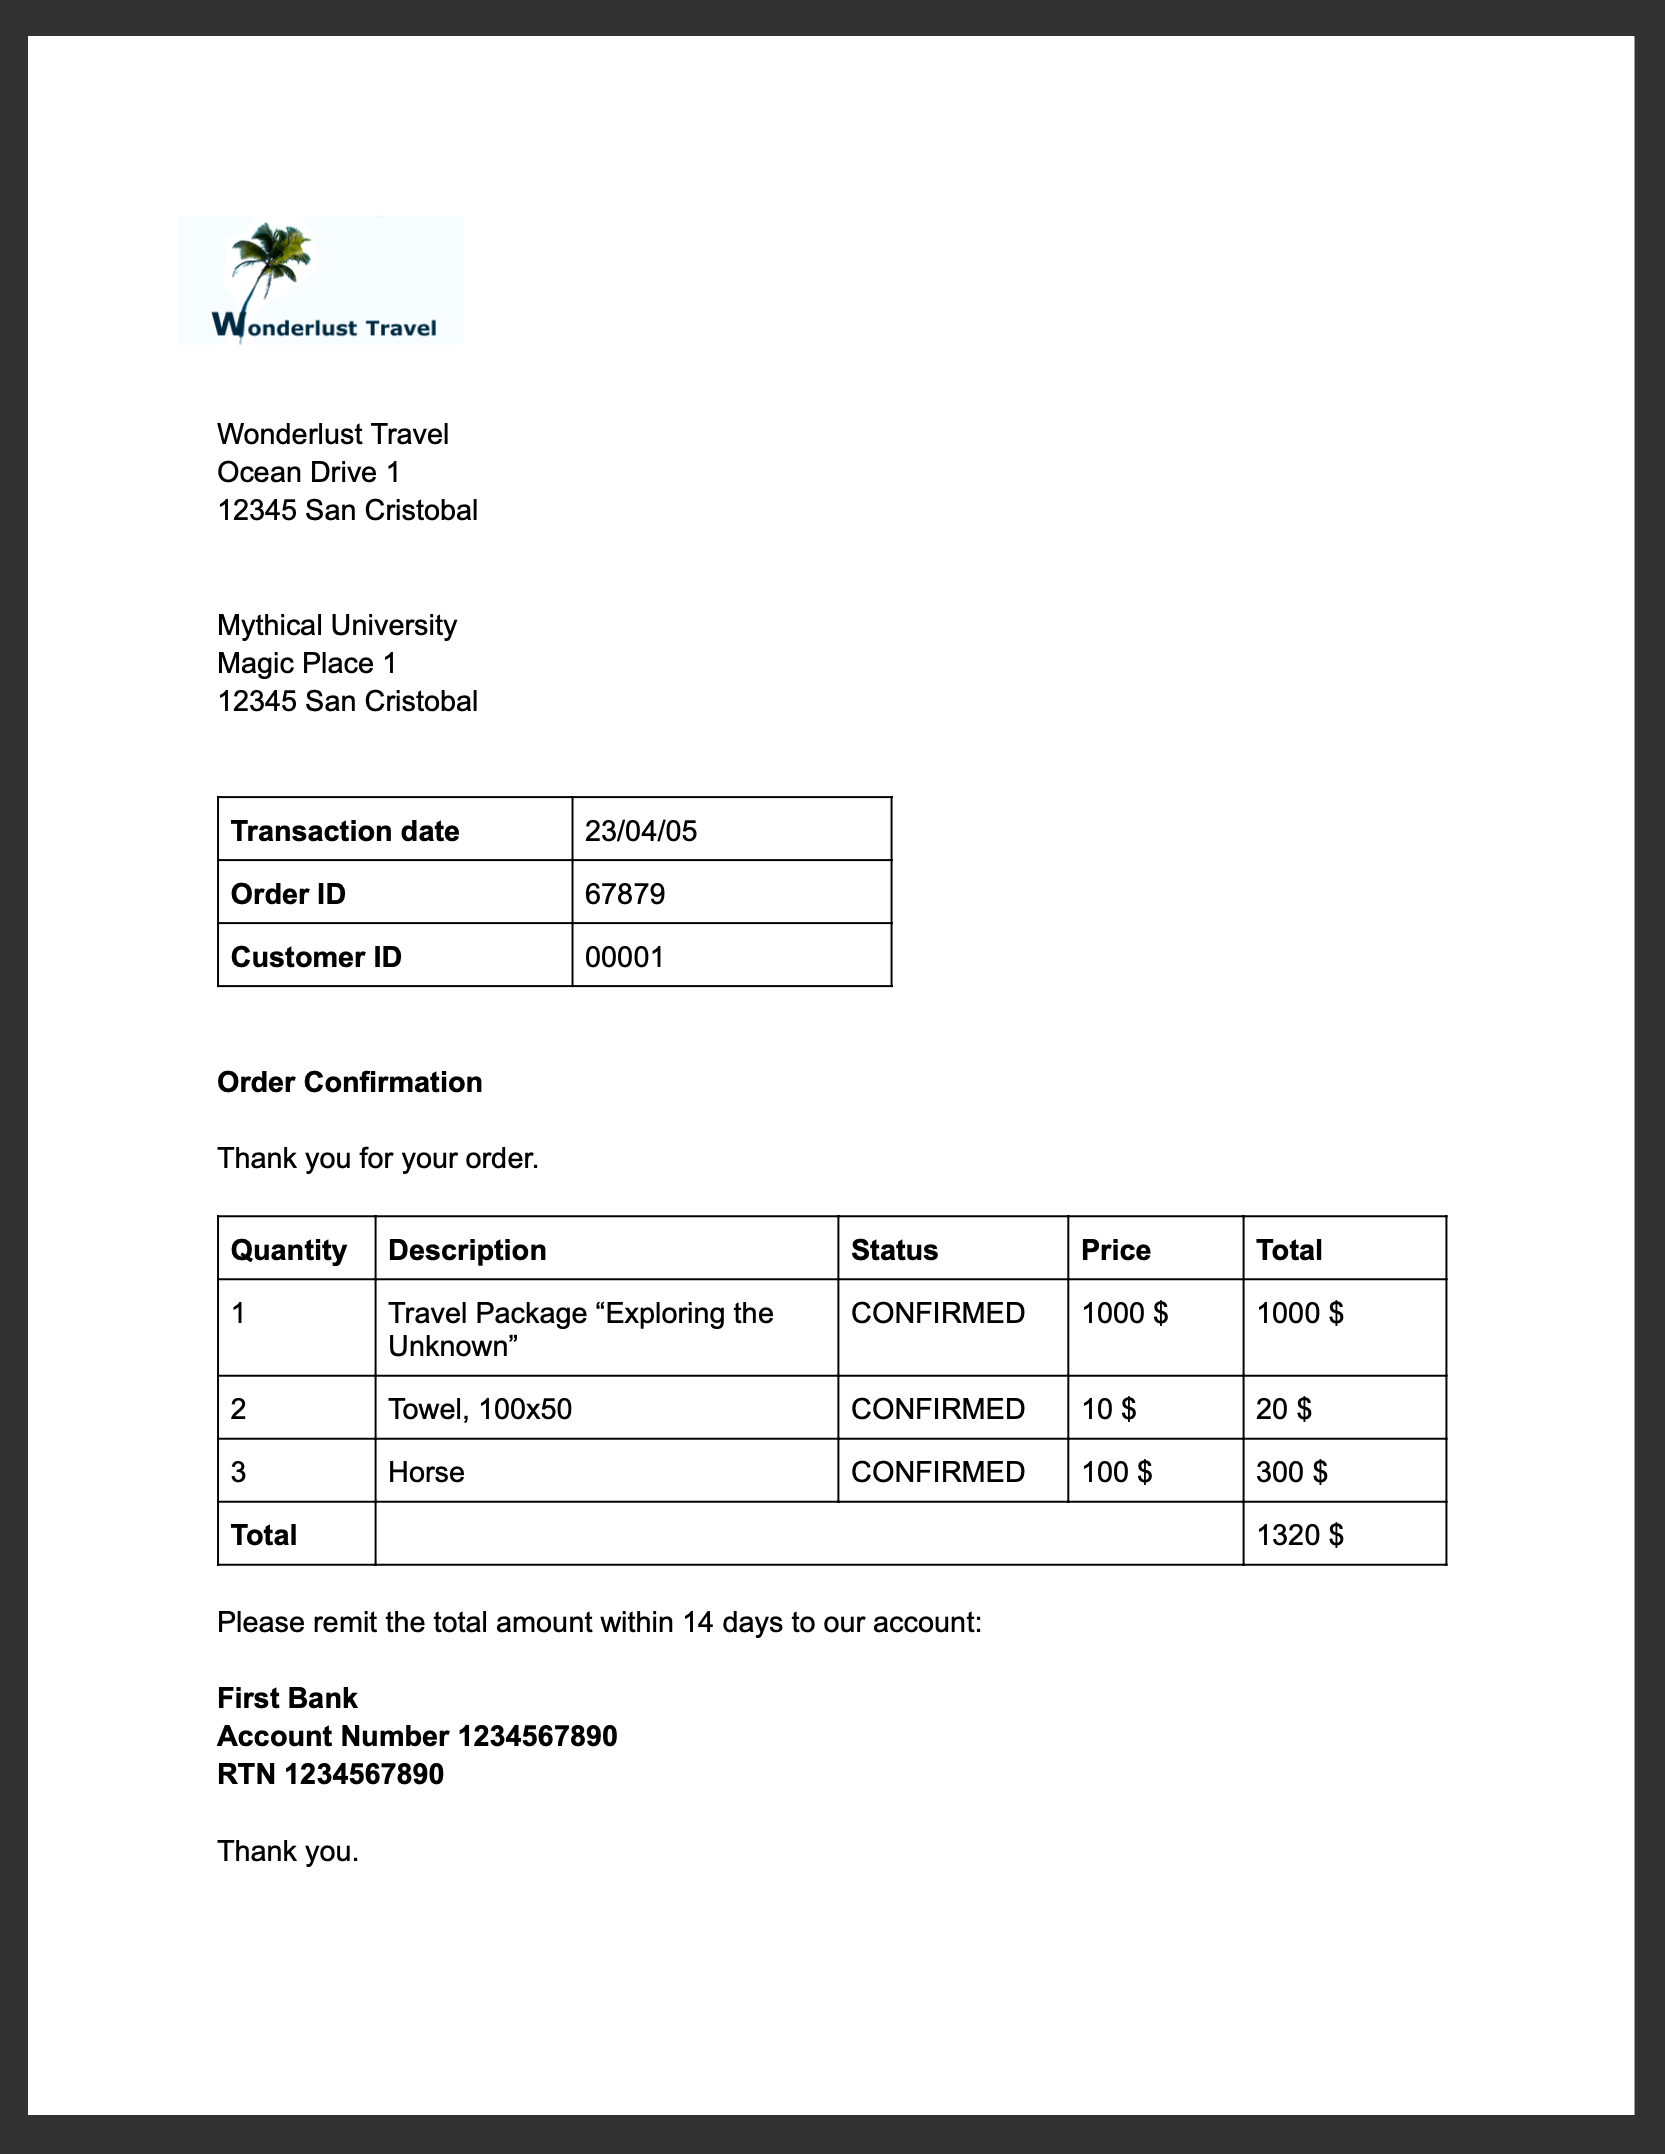 Wonderlust Travel
Wonderlust Travel
Ocean Drive 1
12345 San Cristobal
Mythical University
Magic Place 1
12345 San Cristobal
Transaction date 23/04/05
Order ID 67879
Customer ID 00001
Order Confirmation
Thank you for your order.
Quantity Description Status Price Total
1 Travel Package “Exploring the CONFIRMED 1000 $ 1000 $
Unknown”
2 Towel, 100x50 CONFIRMED 10 $ 20 $
3 Horse CONFIRMED 100 $ 300 $
Total 1320 $
Please remit the total amount within 14 days to our account:
First Bank
Account Number 1234567890
RTN 1234567890
Thank you.